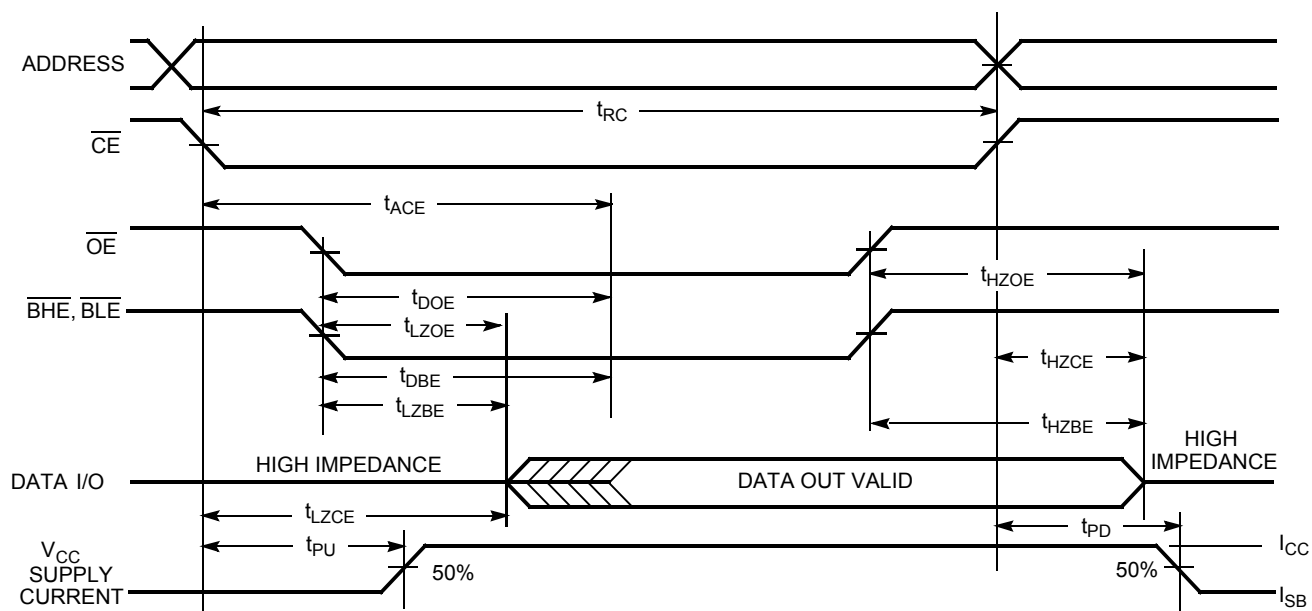 ADDRESS
tRC
CE
tACE
OE
tHZOE
tDOE
BHE, BLE
tLZOE
tHZCE
tDBE
tLZBE
tHZBE
HIGH IMPEDANCE
HIGH
IMPEDANCE
DATA I/O
DATA OUT VALID
tLZCE
tPU
tPD
VCC
SUPPLY
CURRENT
50%
50%
ICC
ISB